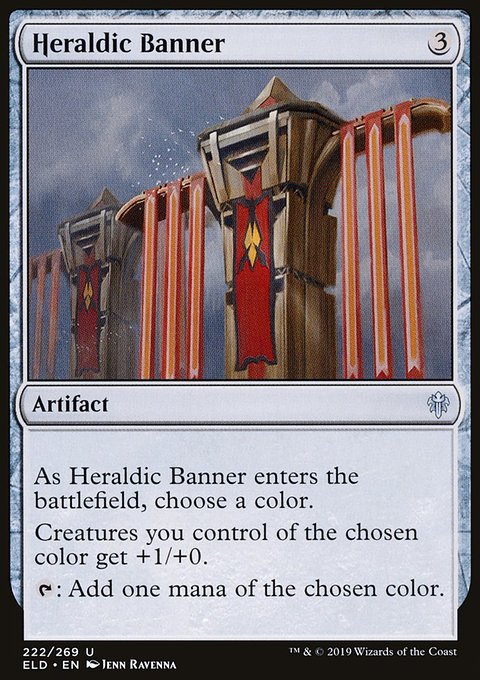 Heraldic Banner 3
Artifact
As Heraldic Banner enters the
battlefield, choose a color.
Creatures you control of the chosen
color get +1/+0.
: Add one mana of the chosen color.
222/269 U
ELD • EN Jenn Ravenna
™ & © 2019 Wizards of the Coast